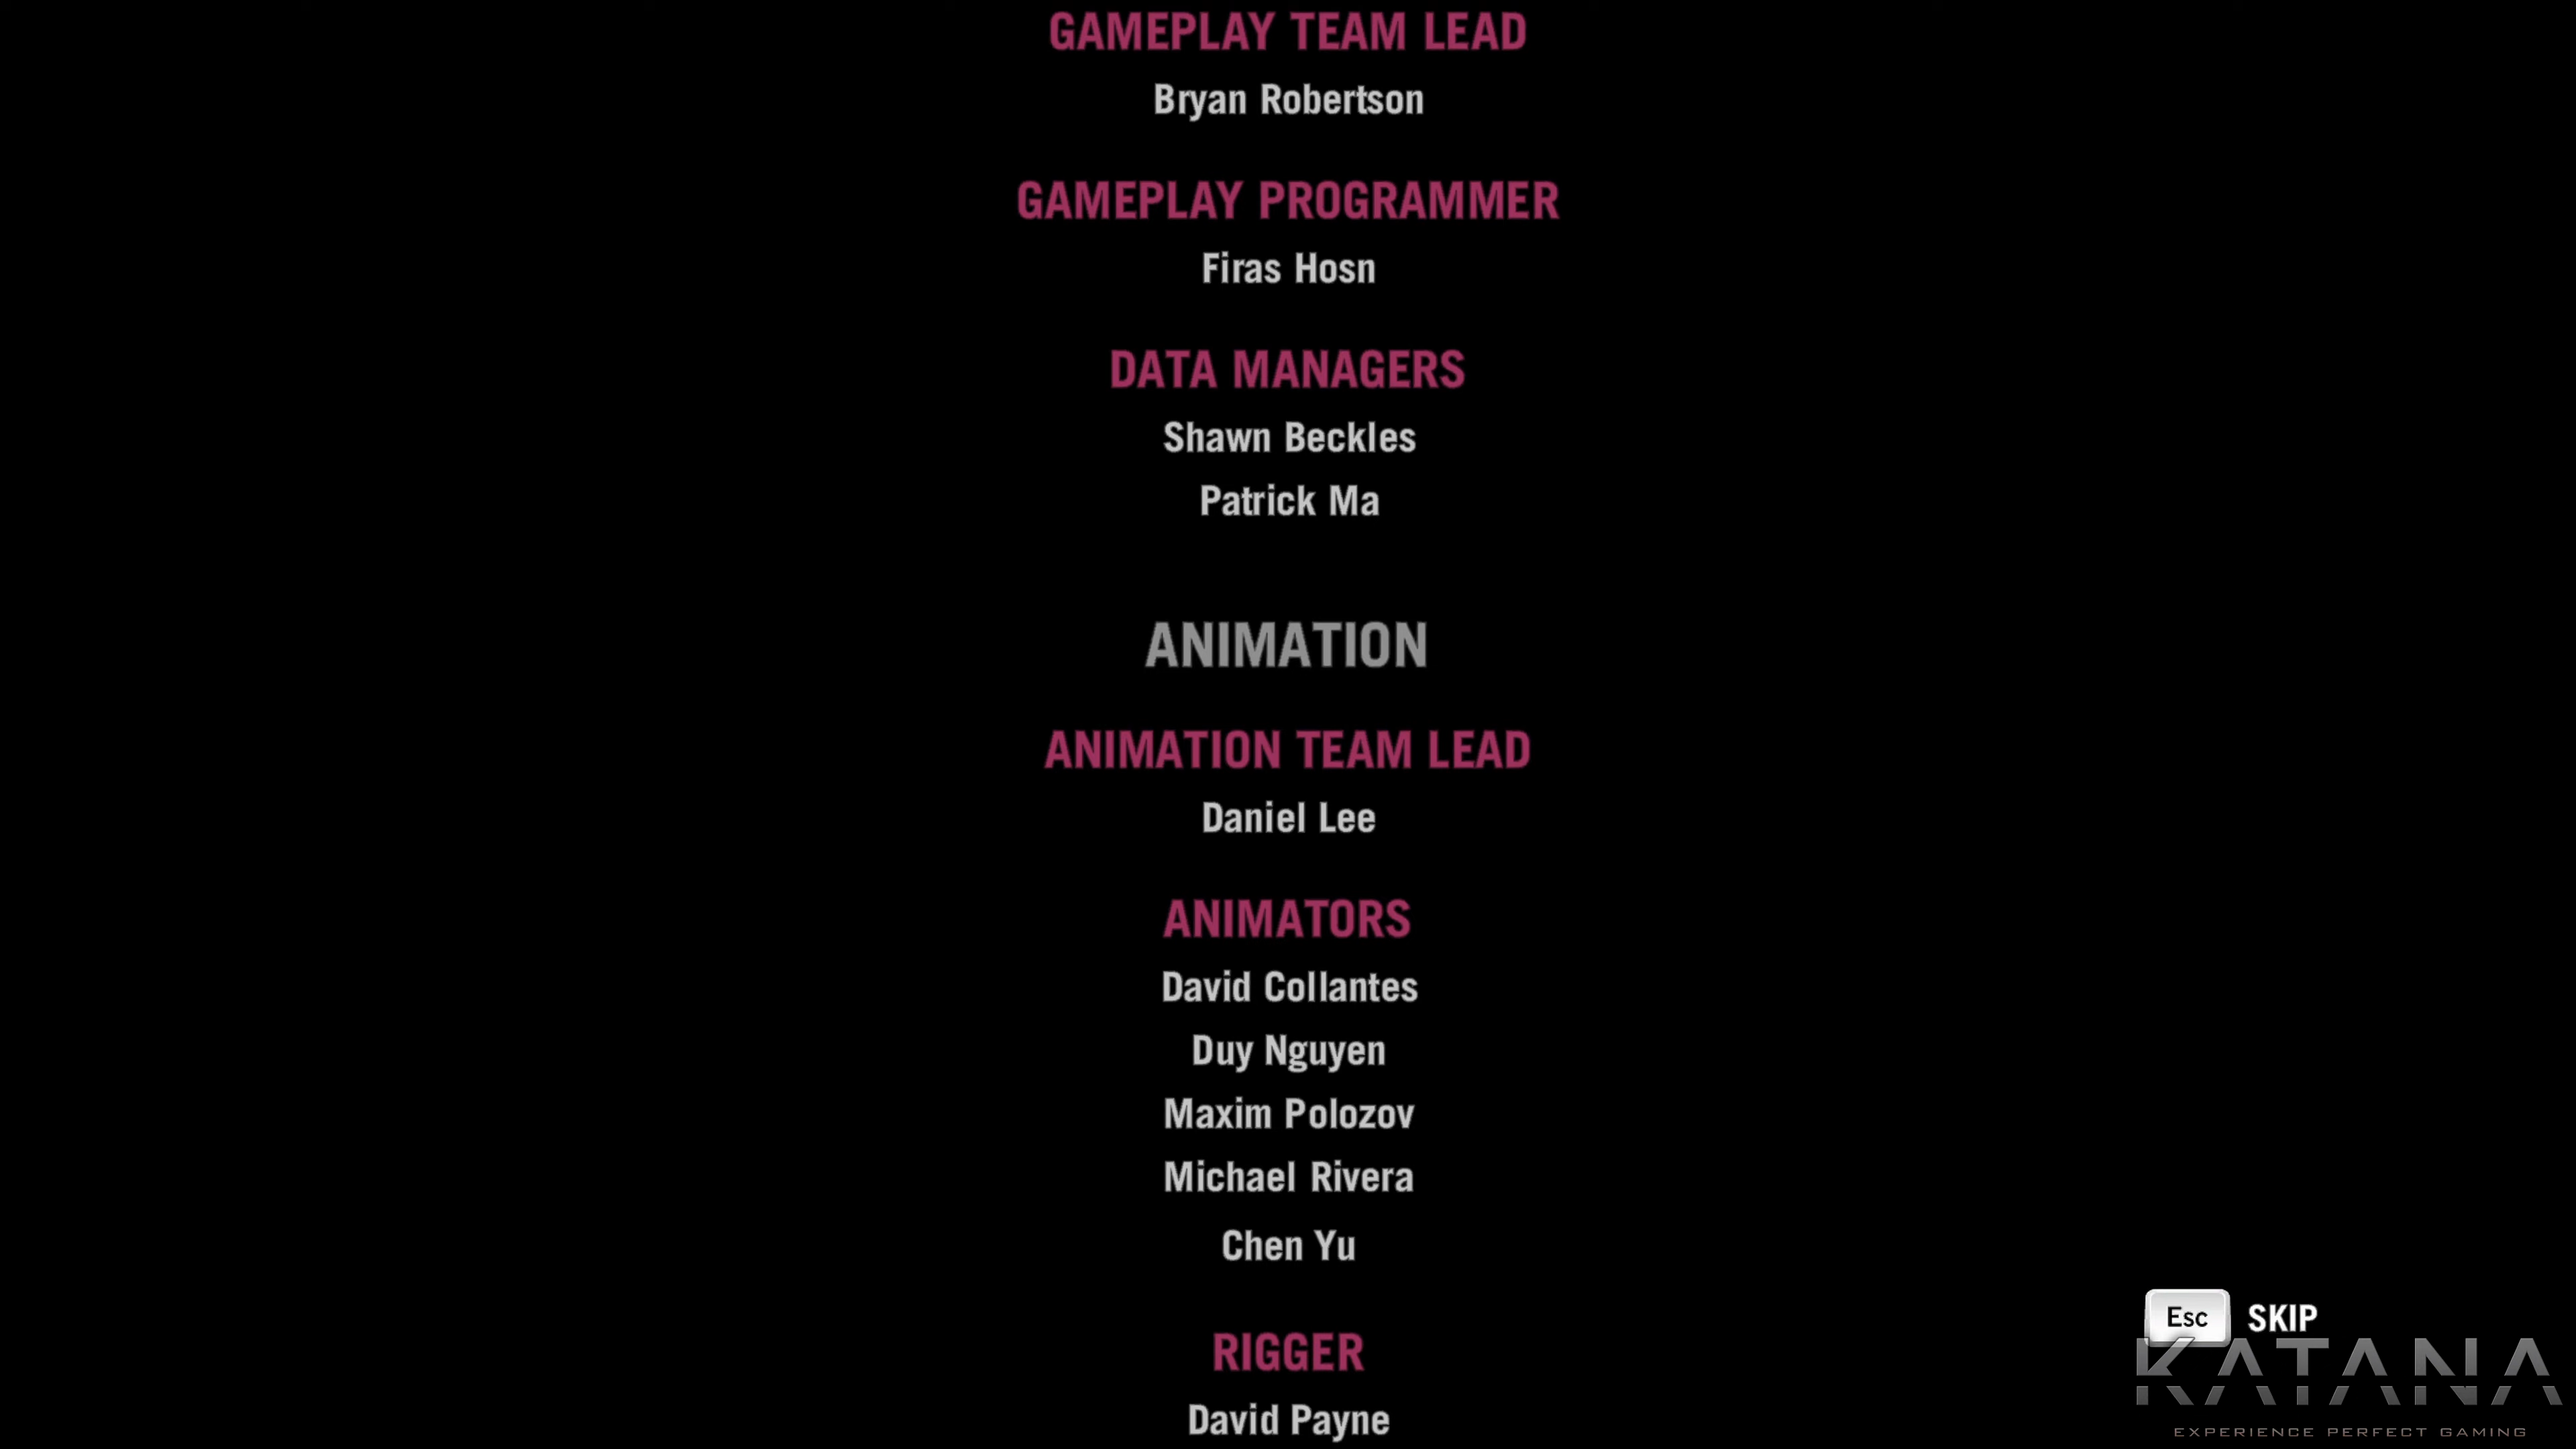 GAMEPLAY TEAM LEAD
Bryan Robertson
GAMEPLAY PROGRAMMER
Firas Hosn
DATA MANAGERS
Shawn Beckles
Patrick Ma
ANIMATION
ANIMATION TEAM LEAD
Daniel Lee
ANIMATORS
David Collantes
Duy Nguyen
Maxim Polozov
Michael Rivera
Chen Yu
RIGGER
David Payne
Esc SKIP
KATANA
EXPERIENCE PERFECT GAMING